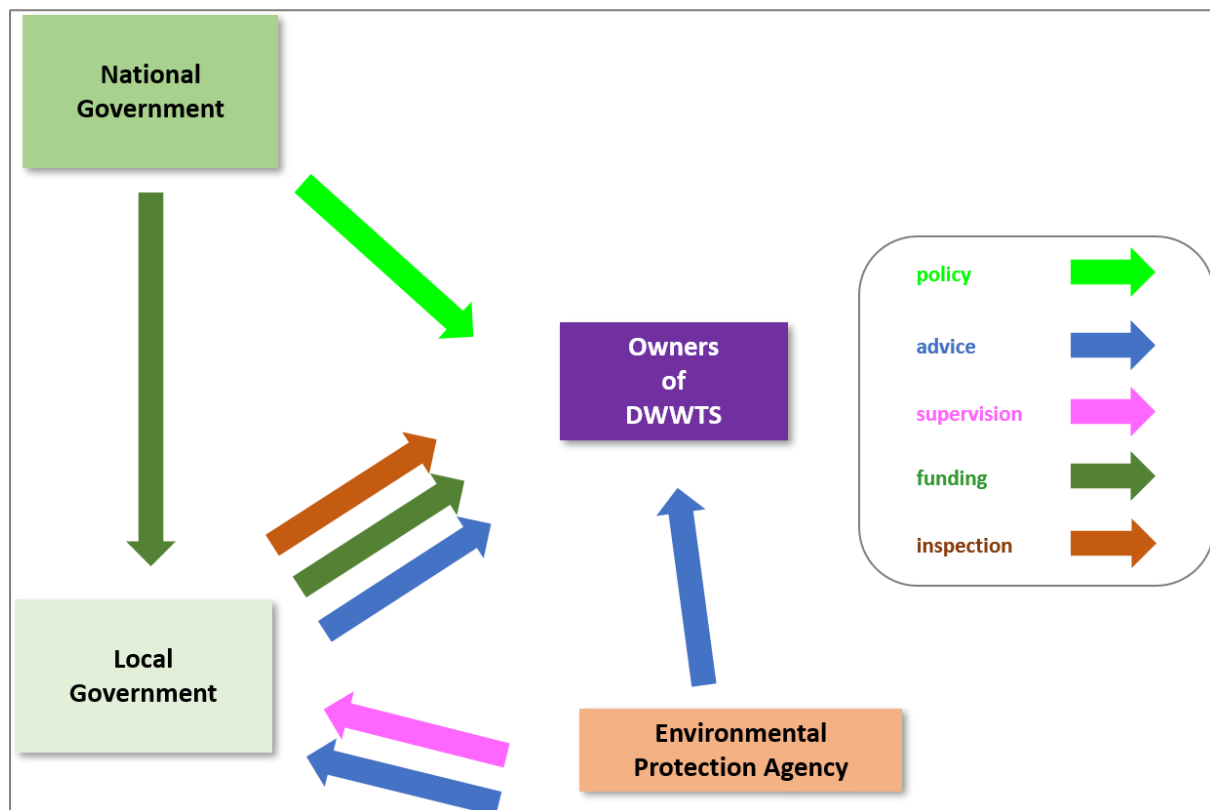 National
Government
Owners
of
DWWTS
policy
advice
supervision
funding
inspection
Local
Government
Environmental
Protection Agency